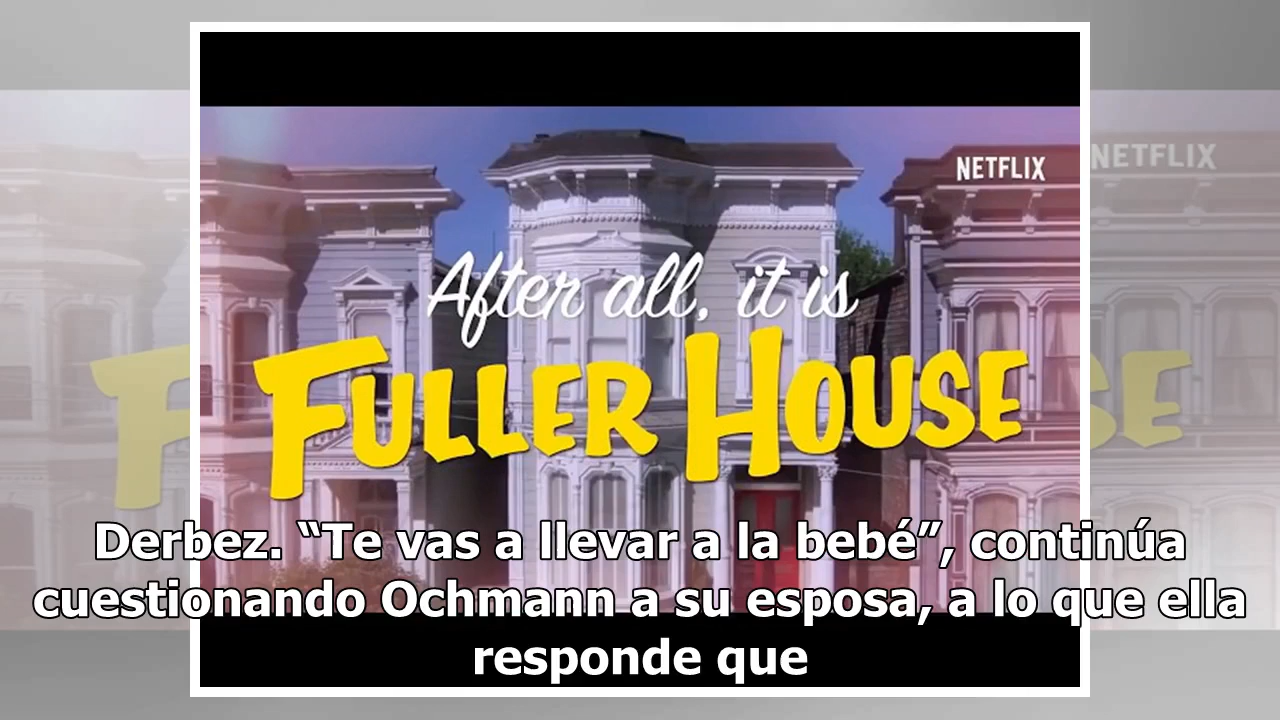 NETFLIX
NETFLIX
After all, it is
FULLER HOUSE
Derbez. “Te vas a llevar a la bebé”, continúa
cuestionando Ochmann a su esposa, a lo que ella
responde que